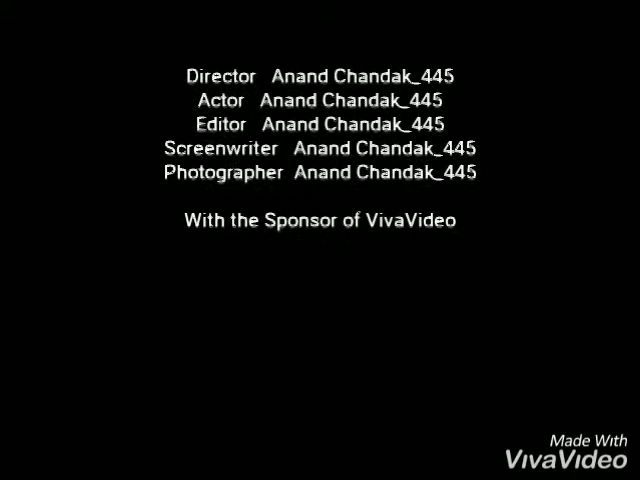 Director Anand Chandak_445
Actor Anand Chandak_445
Editor Anand Chandak_445
Screenwriter Anand Chandak_445
Photographer Anand Chandak_445
With the Sponsor of VivaVideo
Made With
VivaVideo